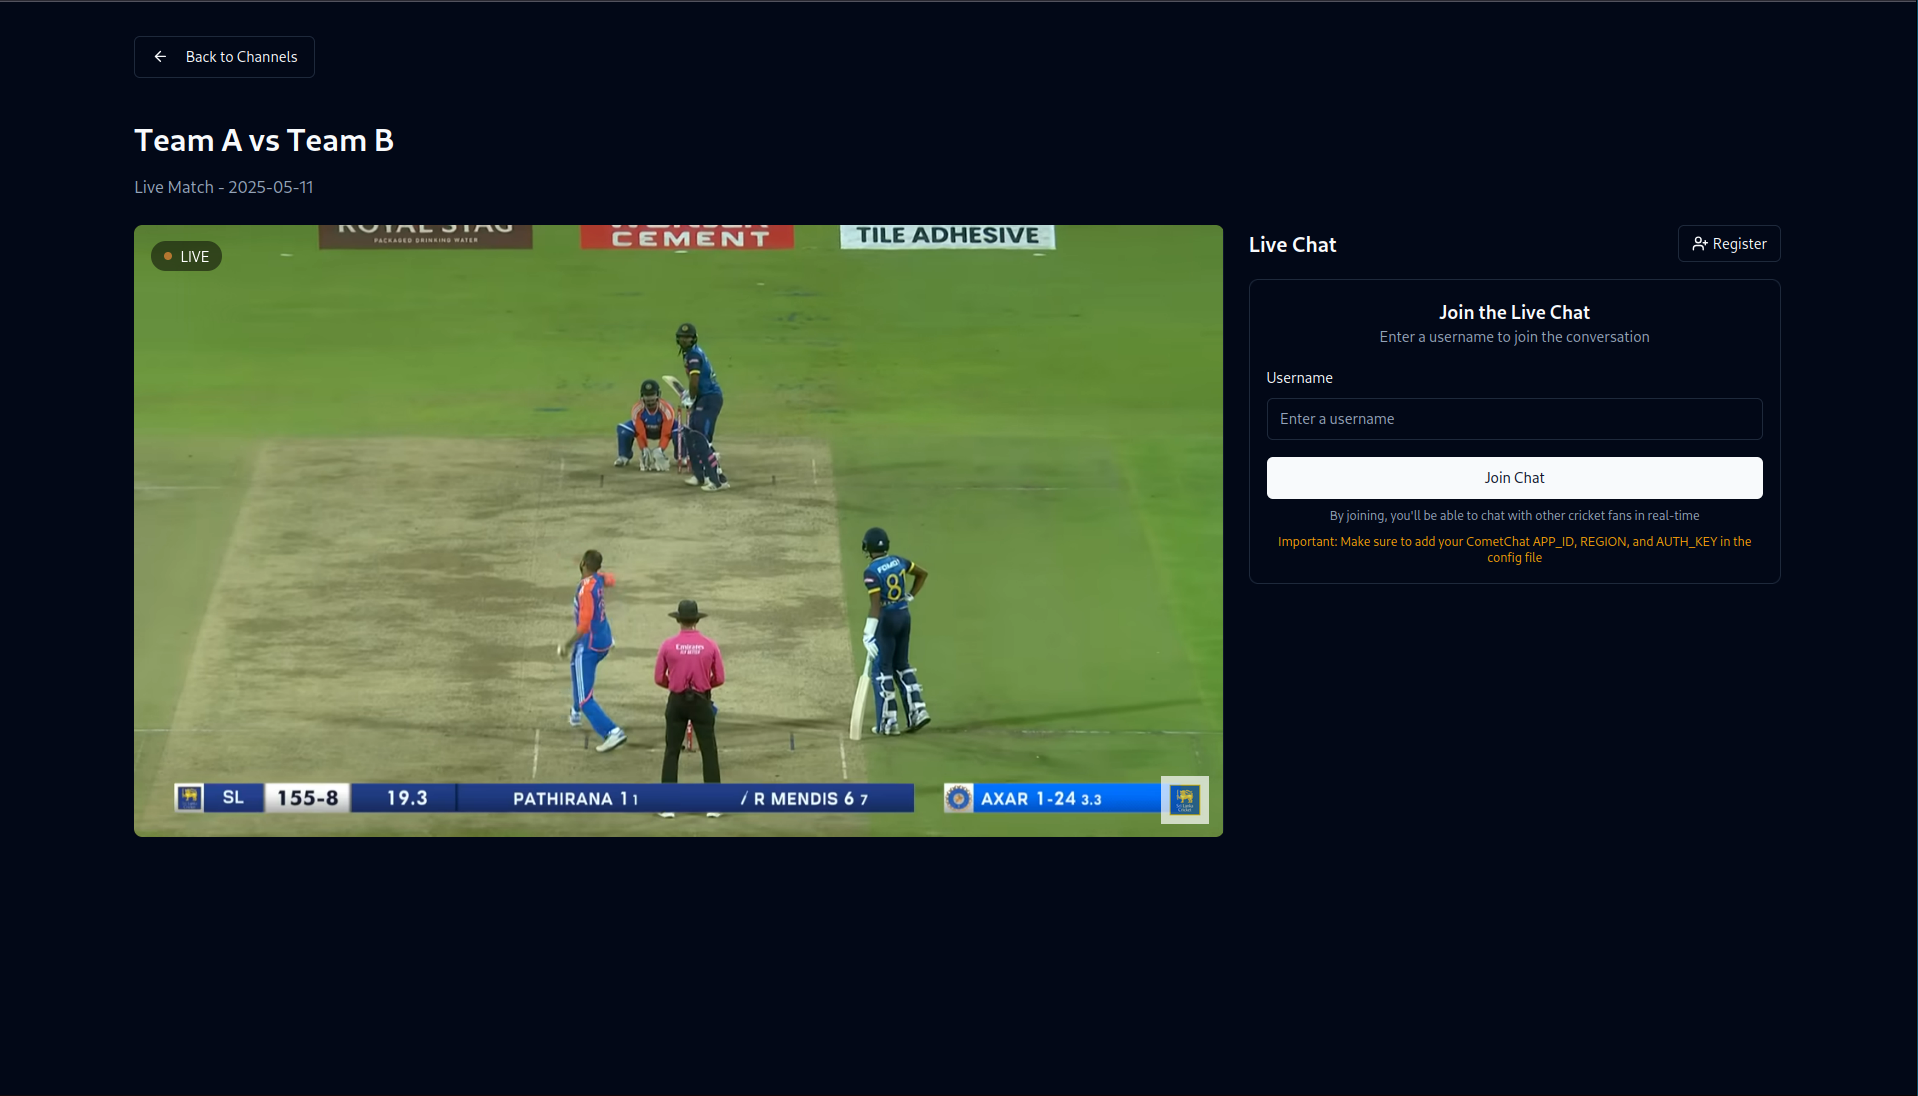 Back to Channels
Team A vs Team B
Live Match - 2025-05-11
ROYAL STAG
PACKAGED DRINKING WATER
CEMENT
TILE ADHESIVE
LIVE
81
Emirates
FLY BETTER
SL 155-8 19.3 PATHIRANA 1 1 / R MENDIS 6 7 AXAR 1-24 3.3
Live Chat
Register
Join the Live Chat
Enter a username to join the conversation
Username
Enter a username
Join Chat
By joining, you'll be able to chat with other cricket fans in real-time
Important: Make sure to add your CometChat APP_ID, REGION, and AUTH_KEY in the
config file